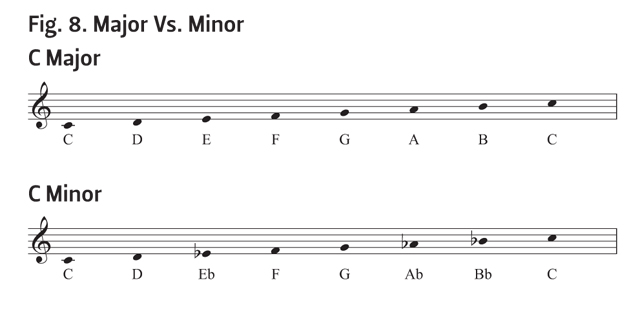 Fig. 8. Major Vs. Minor
C Major
C D E F G A B C
C Minor
C D Eb F G Ab Bb C